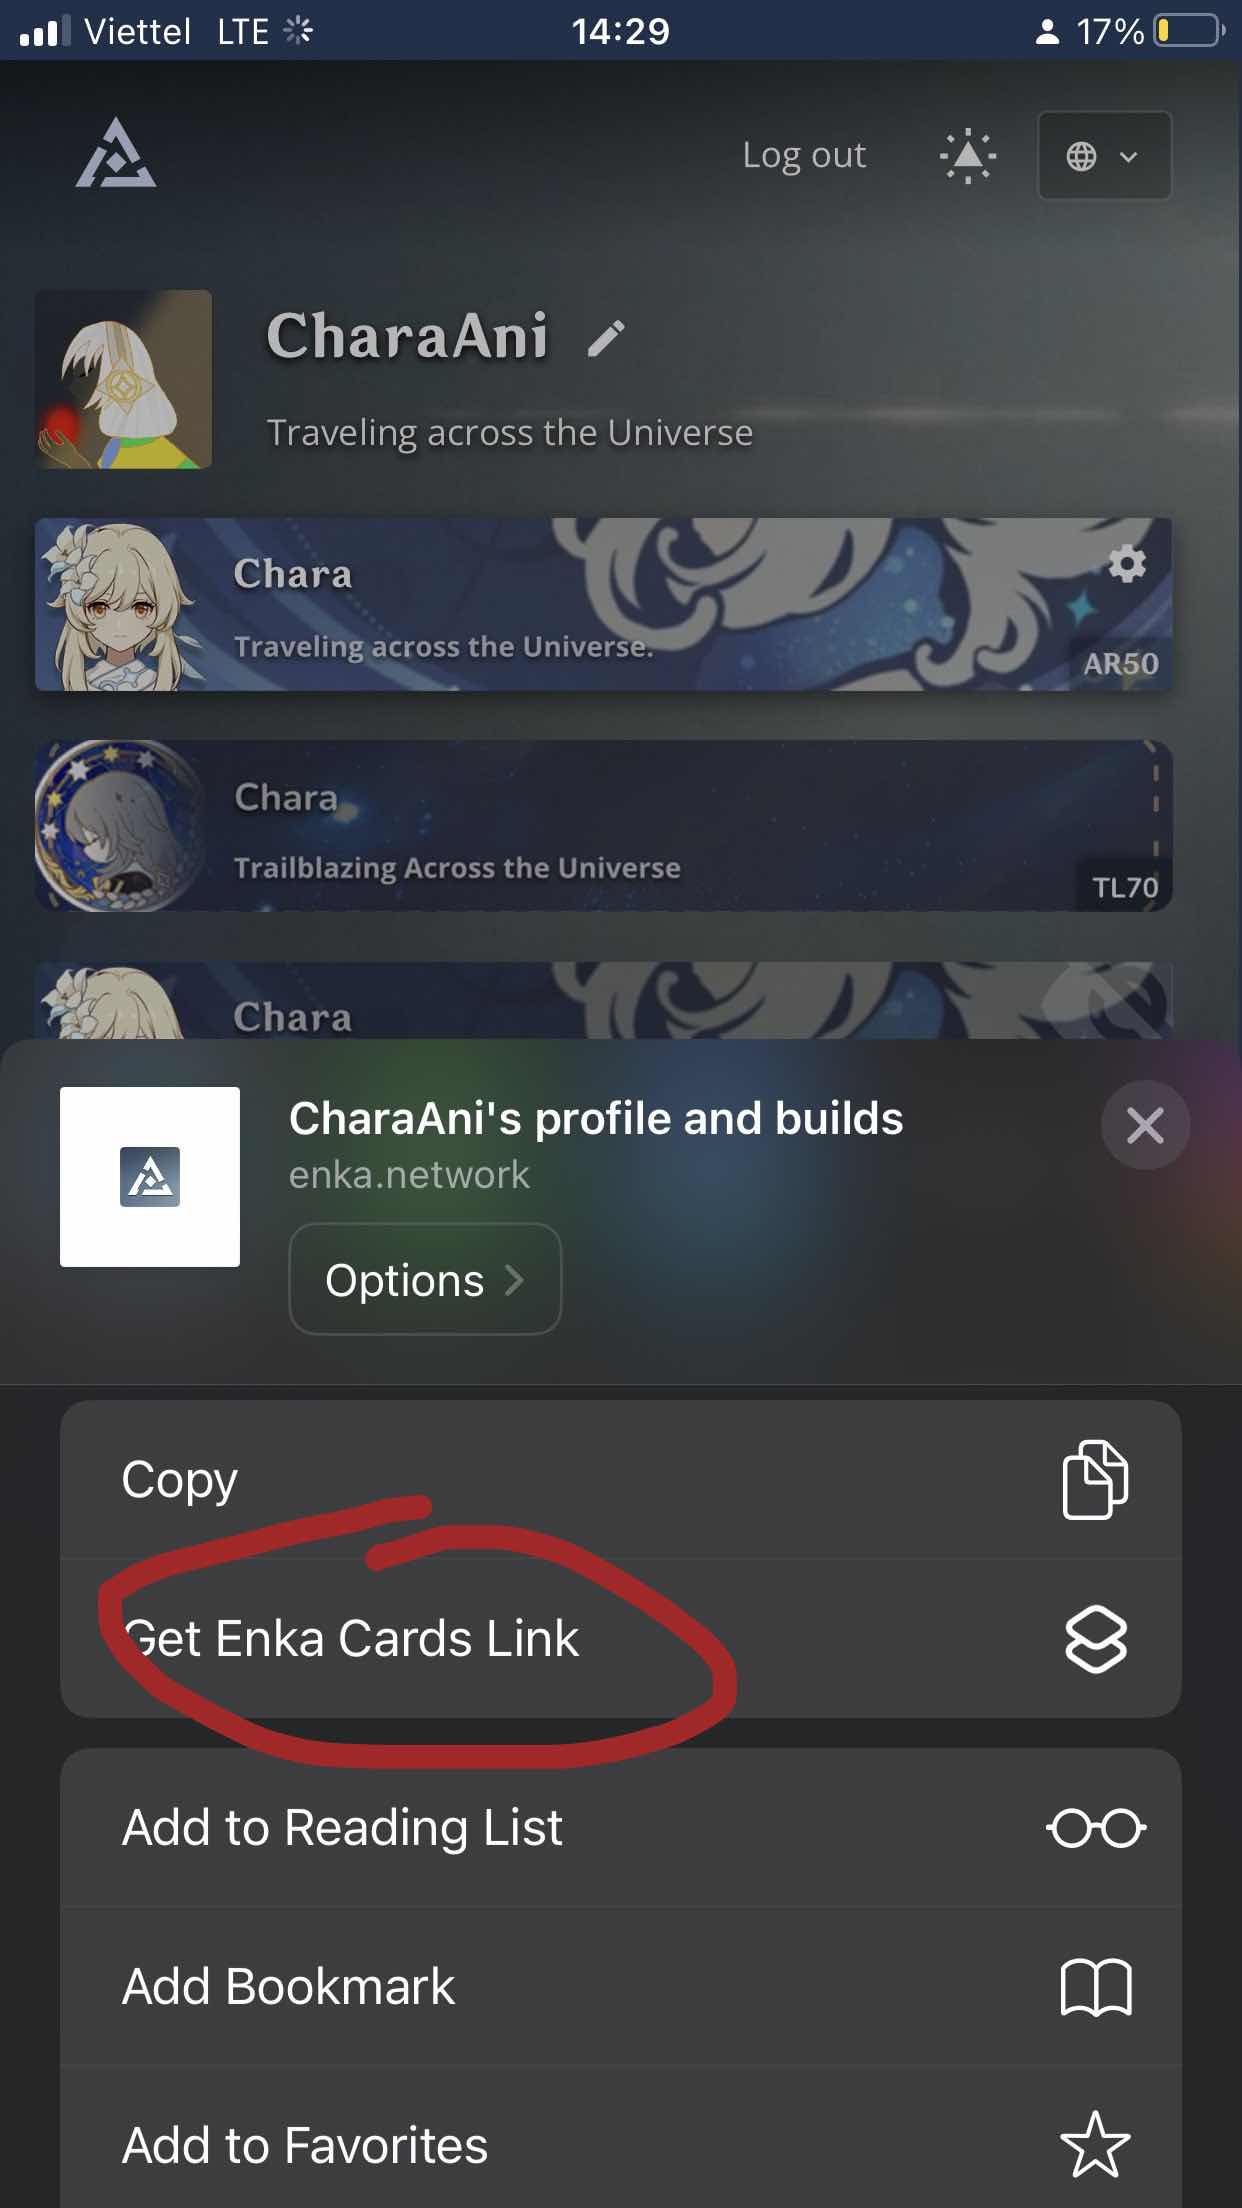 Viettel LTE 14:29 17%
Log out
CharaAni
Traveling across the Universe
Chara
Traveling across the Universe.
AR50
Chara
Trailblazing Across the Universe
TL70
Chara
CharaAni's profile and builds
enka.network
Options
Copy
Get Enka Cards Link
Add to Reading List
Add Bookmark
Add to Favorites